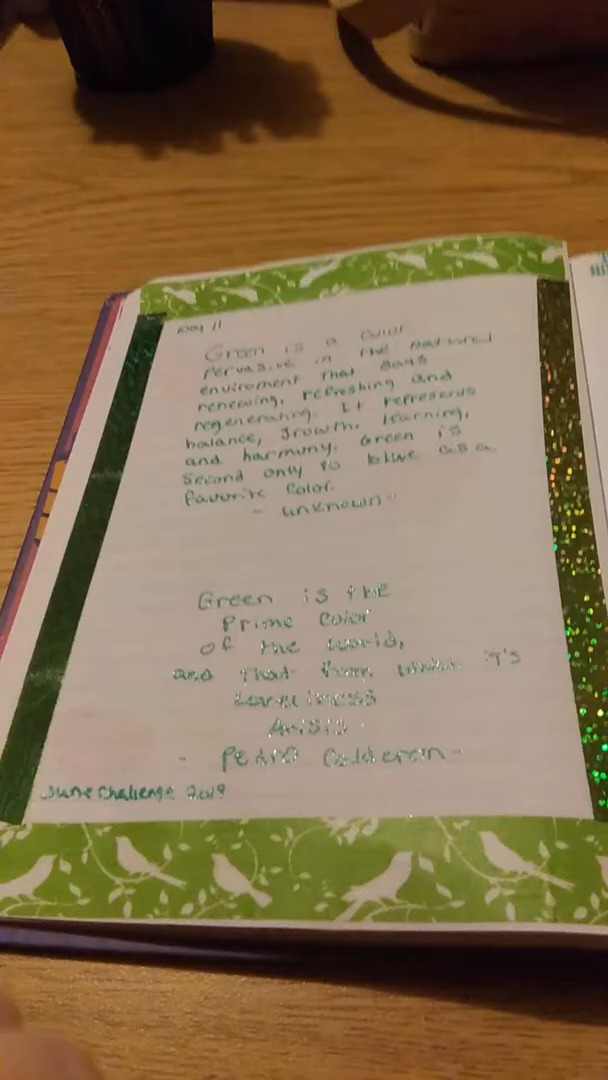 Day 11
Green is a color
pervasive in the natural
enviroment that says
renewing, refreshing and
regenerating. It represents
balance, growth, learning,
and harmony. Green is
Second only to blue as a
favorite color.
- unknown -
Green is the
Prime Color
of the world,
and that from which it's
Loveliness
Arisis
- Pedro Calderon -
June Challenge 2019